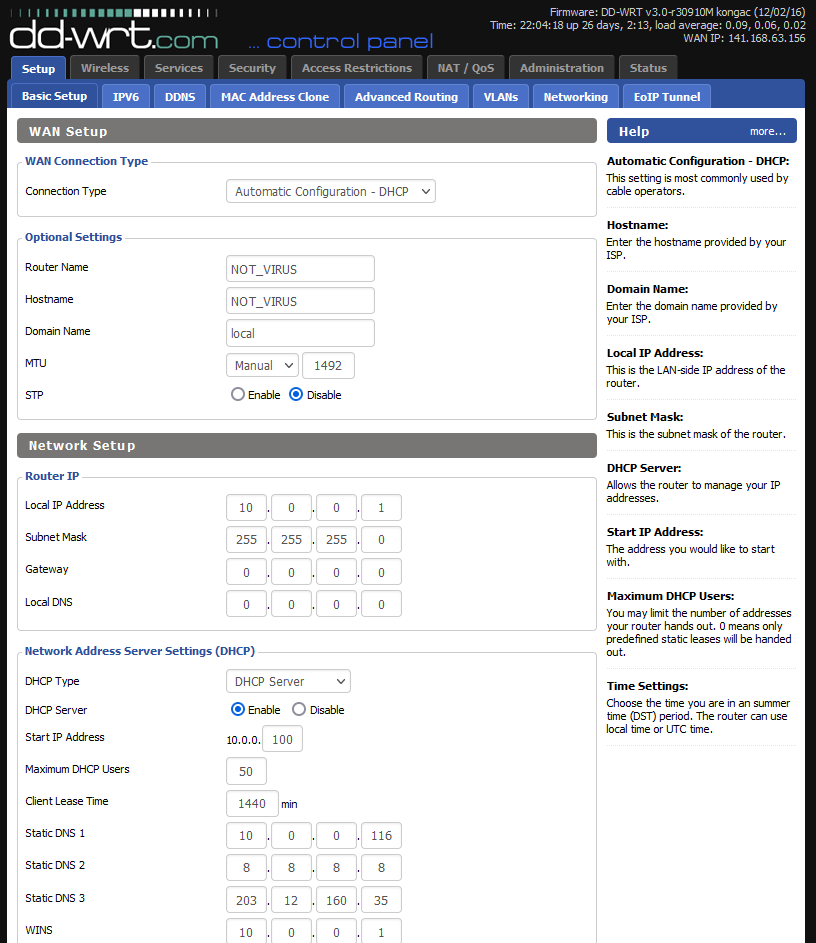 Firmware: DD-WRT v3.0-r30910M kongac (12/02/16)
Time: 22:04:18 up 26 days, 2:13, load average: 0.09, 0.06, 0.02
WAN IP: 141.168.63.156
dd-wrt.com ... control panel
Setup Wireless Services Security Access Restrictions NAT / QoS Administration Status
Basic Setup IPV6 DDNS MAC Address Clone Advanced Routing VLANs Networking EoIP Tunnel
WAN Setup
WAN Connection Type
Connection Type Automatic Configuration - DHCP
Optional Settings
Router Name NOT_VIRUS
Hostname NOT_VIRUS
Domain Name local
MTU Manual 1492
STP Enable Disable
Network Setup
Router IP
Local IP Address 10. 0. 0. 1
Subnet Mask 255. 255. 255. 0
Gateway 0. 0. 0. 0
Local DNS 0. 0. 0. 0
Network Address Server Settings (DHCP)
DHCP Type DHCP Server
DHCP Server Enable Disable
Start IP Address 10.0.0. 100
Maximum DHCP Users 50
Client Lease Time 1440 min
Static DNS 1 10. 0. 0. 116
Static DNS 2 8. 8. 8. 8
Static DNS 3 203. 12. 160. 35
WINS 10. 0. 0. 1
Help more...
Automatic Configuration - DHCP:
This setting is most commonly used by
cable operators.
Hostname:
Enter the hostname provided by your
ISP.
Domain Name:
Enter the domain name provided by
your ISP.
Local IP Address:
This is the LAN-side IP address of the
router.
Subnet Mask:
This is the subnet mask of the router.
DHCP Server:
Allows the router to manage your IP
addresses.
Start IP Address:
The address you would like to start
with.
Maximum DHCP Users:
You may limit the number of addresses
your router hands out. 0 means only
predefined static leases will be handed
out.
Time Settings:
Choose the time you are in an summer
time (DST) period. The router can use
local time or UTC time.